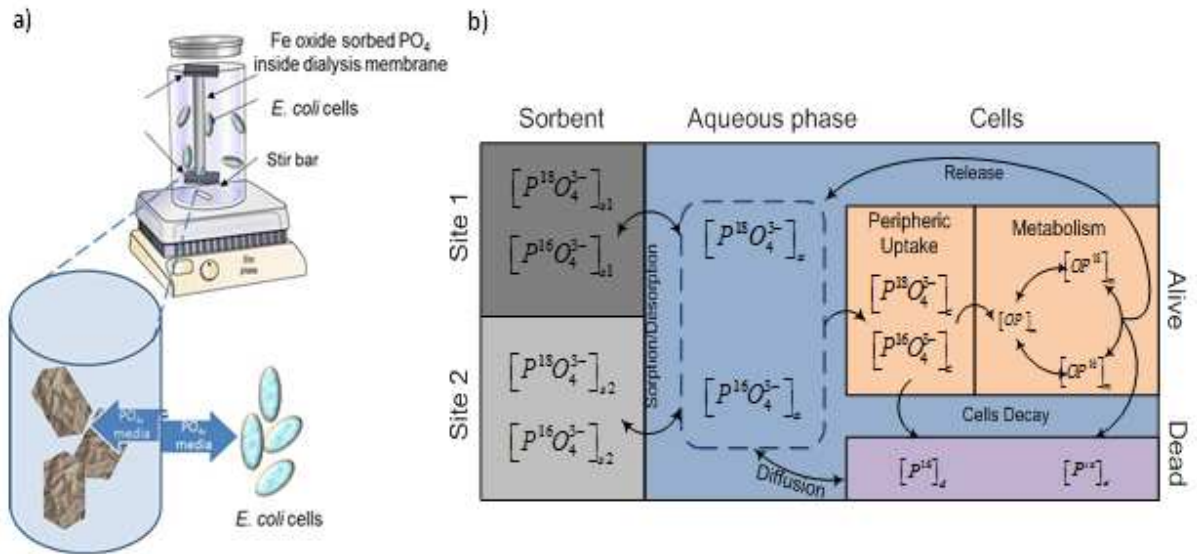 a)
Fe oxide sorbed PO₄
inside dialysis membrane
E. coli cells
Stir bar
PO₄
media
PO₄
media
E. coli cells
b)
Sorbent
Aqueous phase
Cells
Site 1
Site 2
[P¹⁸O₄³⁻]ₛ₁
[P¹⁶O₄³⁻]ₛ₁
[P¹⁸O₄³⁻]ₛ₂
[P¹⁶O₄³⁻]ₛ₂
Sorption/Desorption
[P¹⁸O₄³⁻]ₐ
[P¹⁶O₄³⁻]ₐ
Release
Peripheric
Uptake
[P¹⁸O₄³⁻]
[P¹⁶O₄³⁻]
Metabolism
[OP¹⁸]
[OP]
Alive
Cells Decay
Diffusion
Dead